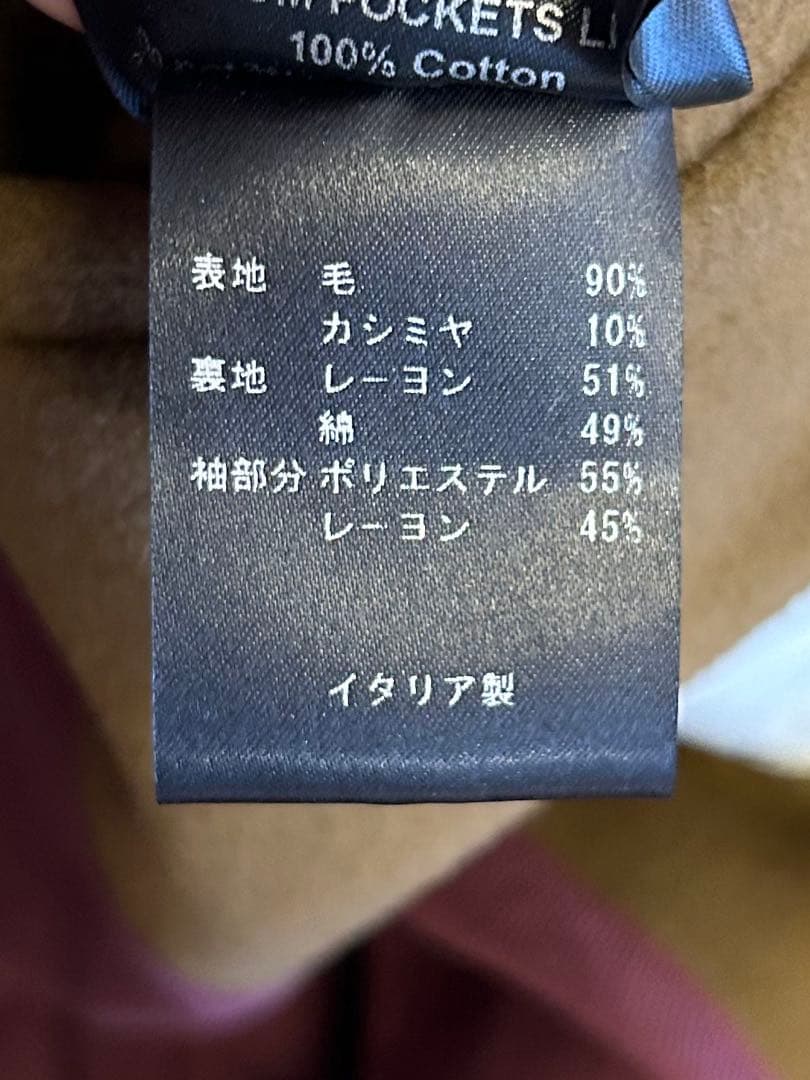 POCKETS
100% Cotton
表地 毛 90%
カシミヤ 10%
裏地 レーヨン 51%
綿 49%
袖部分 ポリエステル 55%
レーヨン 45%
イタリア製